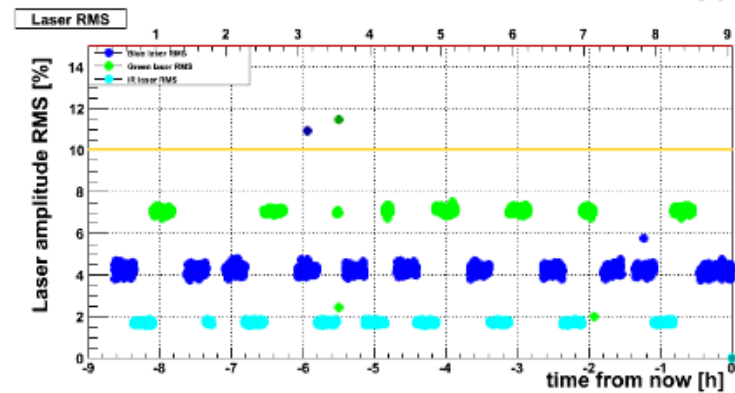 Laser RMS
1 2 3 4 5 6 7 8 9
Blue laser RMS
Green laser RMS
IR laser RMS
Laser amplitude RMS [%]
14
12
10
8
6
4
2
0
-9 -8 -7 -6 -5 -4 -3 -2 -1 0
time from now [h]